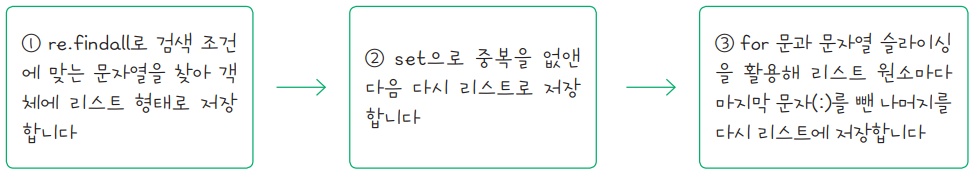 ① re.findall로 검색 조건
에 맞는 문자열을 찾아 객
체에 리스트 형태로 저장
합니다
② set으로 중복을 없앤
다음 다시 리스트로 저장
합니다
③ for 문과 문자열 슬라이싱
을 활용해 리스트 원소마다
마지막 문자(:)를 뺀 나머지를
다시 리스트에 저장합니다